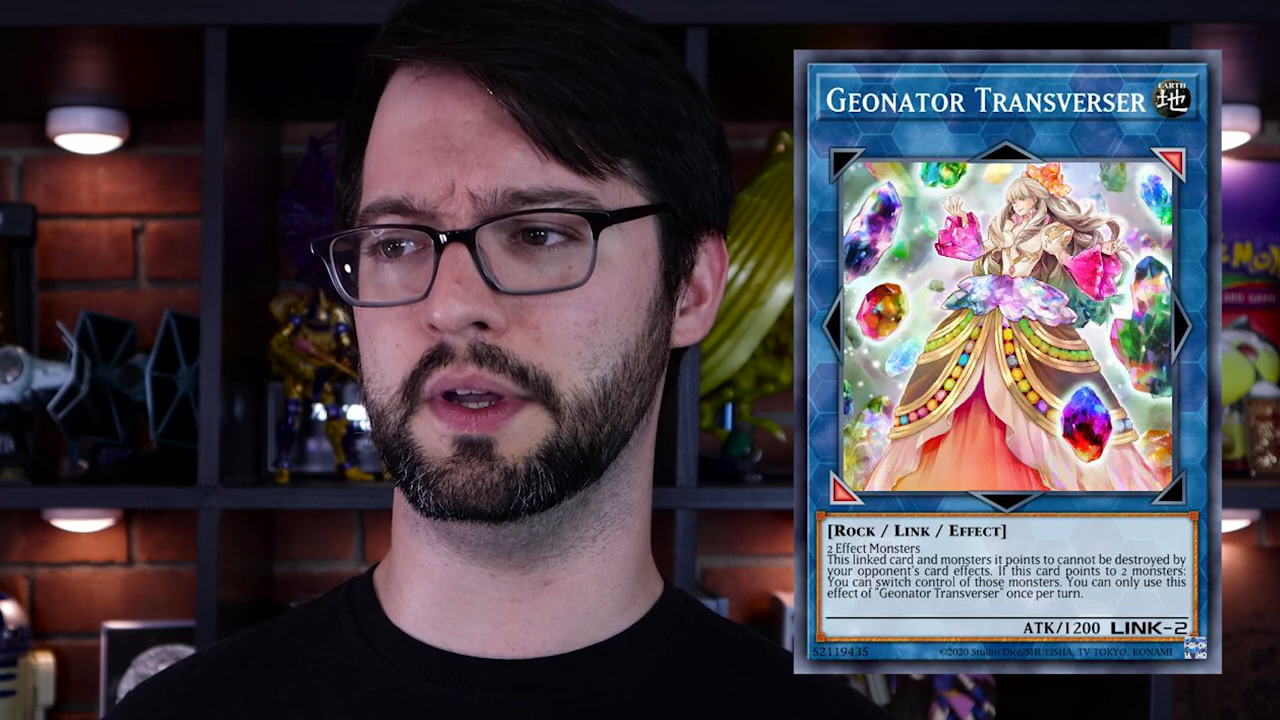 GEONATOR TRANSVERSER
EARTH
地
[ROCK / LINK / EFFECT]
2 Effect Monsters
This linked card and monsters it points to cannot be destroyed by
your opponent's card effects. If this card points to 2 monsters:
You can switch control of those monsters. You can only use this
effect of "Geonator Transverser" once per turn.
ATK/1200 LINK-2
52119435
©2020 Studio Dice/SHUEISHA, TV TOKYO, KONAMI